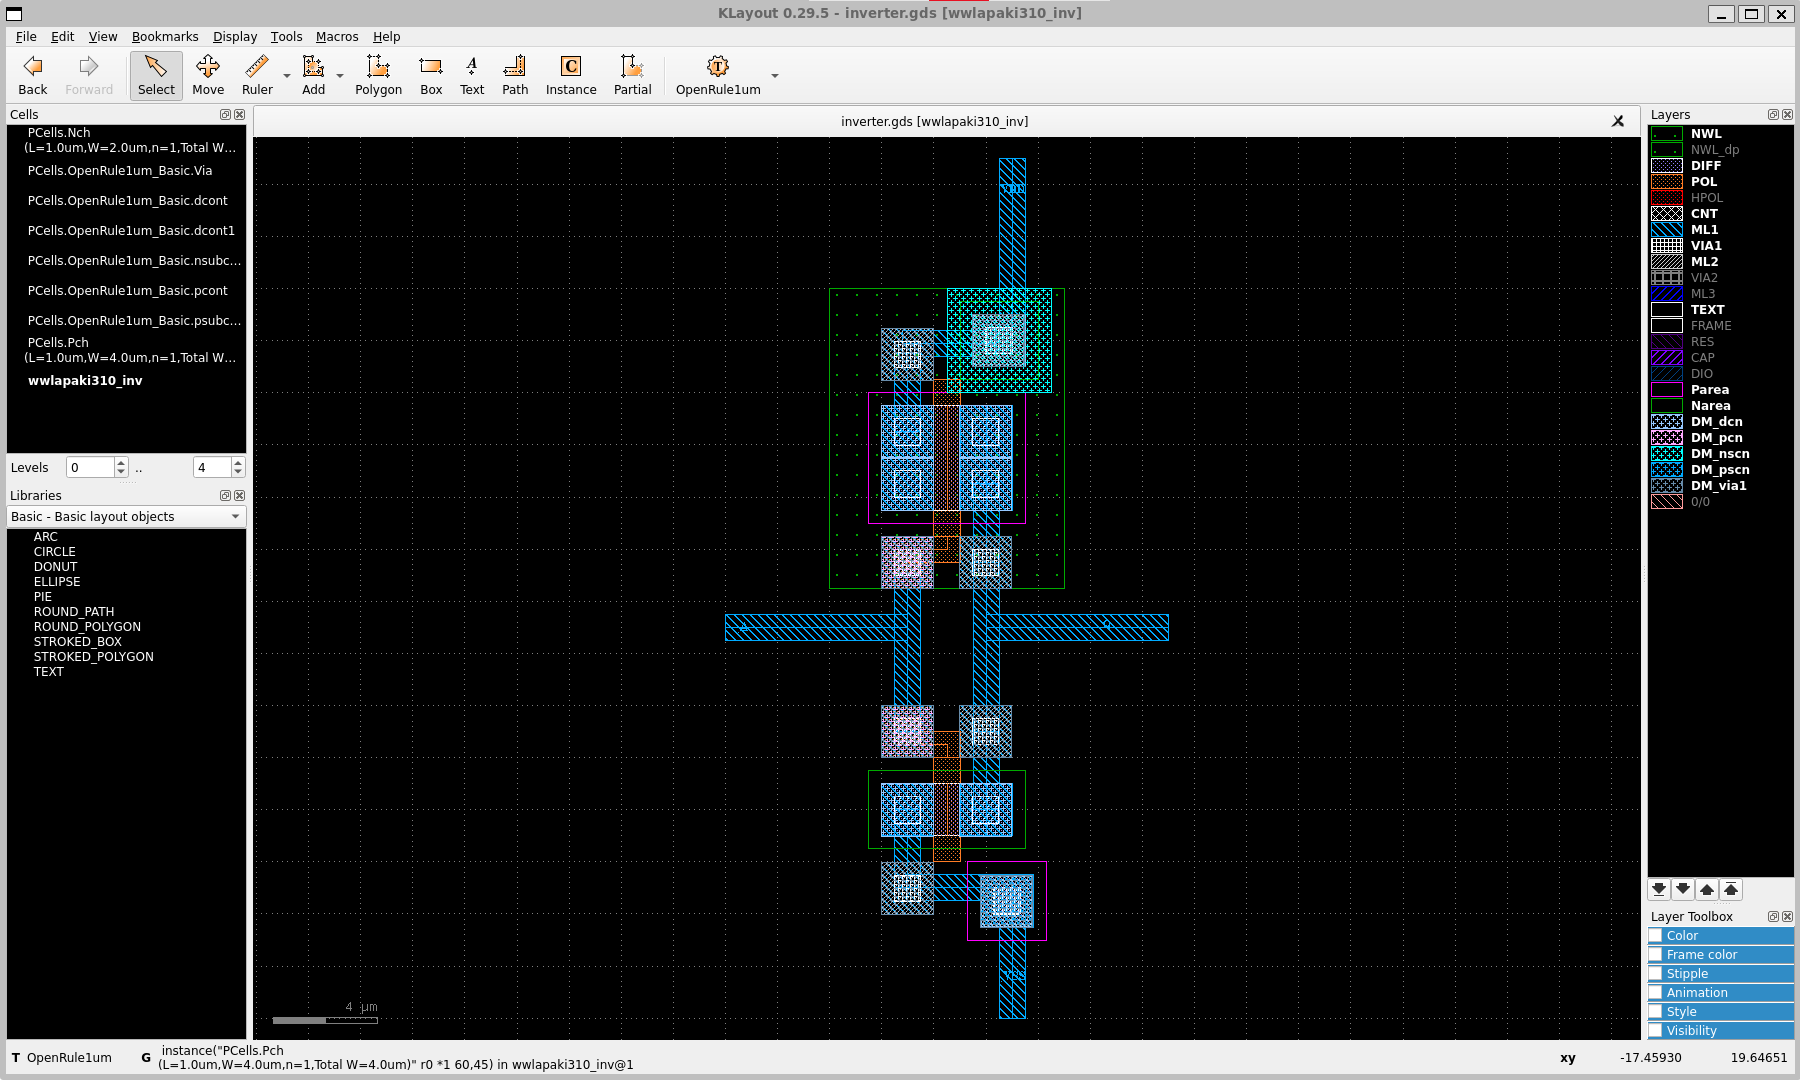 KLayout 0.29.5 - inverter.gds [wwlapaki310_inv]
File Edit View Bookmarks Display Tools Macros Help
Back Forward Select Move Ruler Add Polygon Box Text Path Instance Partial OpenRule1um
Cells
PCells.Nch
(L=1.0um,W=2.0um,n=1,Total W...
PCells.OpenRule1um_Basic.Via
PCells.OpenRule1um_Basic.dcont
PCells.OpenRule1um_Basic.dcont1
PCells.OpenRule1um_Basic.nsubc...
PCells.OpenRule1um_Basic.pcont
PCells.OpenRule1um_Basic.psubc...
PCells.Pch
(L=1.0um,W=4.0um,n=1,Total W...
wwlapaki310_inv
Levels 0 .. 4
Libraries
Basic - Basic layout objects
ARC
CIRCLE
DONUT
ELLIPSE
PIE
ROUND_PATH
ROUND_POLYGON
STROKED_BOX
STROKED_POLYGON
TEXT
inverter.gds [wwlapaki310_inv]
A
4 µm
Layers
NWL
NWL_dp
DIFF
POL
HPOL
CNT
ML1
VIA1
ML2
VIA2
ML3
TEXT
FRAME
RES
CAP
DIO
Parea
Narea
DM_dcn
DM_pcn
DM_nscn
DM_pscn
DM_via1
0/0
Layer Toolbox
Color
Frame color
Stipple
Animation
Style
Visibility
T OpenRule1um G instance("PCells.Pch
(L=1.0um,W=4.0um,n=1,Total W=4.0um)" r0 *1 60,45) in wwlapaki310_inv@1
xy -17.45930 19.64651